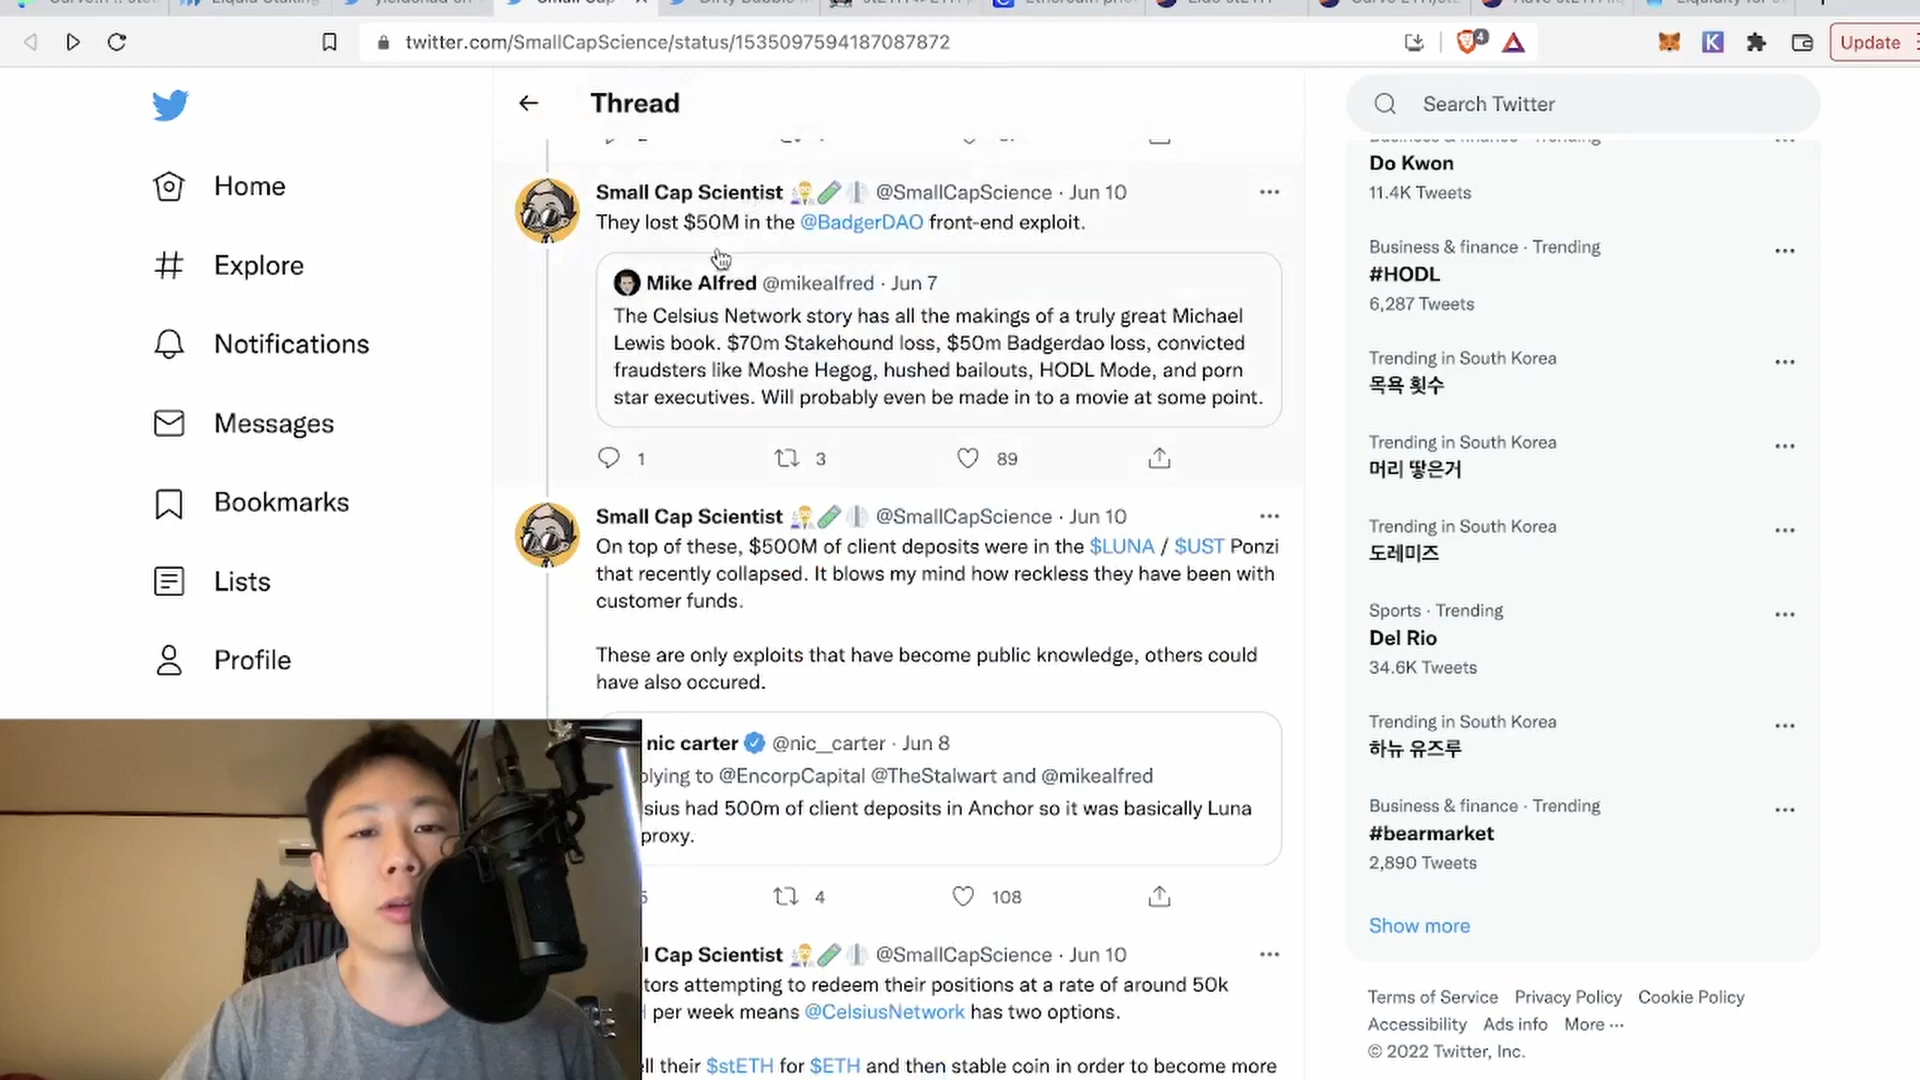 twitter.com/SmallCapScience/status/1535097594187087872
4
K
Update
Thread
Search Twitter
Home
Explore
Notifications
Messages
Bookmarks
Lists
Profile
Small Cap Scientist @SmallCapScience · Jun 10
They lost $50M in the @BadgerDAO front-end exploit.
Mike Alfred @mikealfred · Jun 7
The Celsius Network story has all the makings of a truly great Michael
Lewis book. $70m Stakehound loss, $50m Badgerdao loss, convicted
fraudsters like Moshe Hegog, hushed bailouts, HODL Mode, and porn
star executives. Will probably even be made in to a movie at some point.
1
3
89
Small Cap Scientist @SmallCapScience · Jun 10
On top of these, $500M of client deposits were in the $LUNA / $UST Ponzi
that recently collapsed. It blows my mind how reckless they have been with
customer funds.
These are only exploits that have become public knowledge, others could
have also occured.
nic carter @nic__carter · Jun 8
plying to @EncorpCapital @TheStalwart and @mikealfred
sius had 500m of client deposits in Anchor so it was basically Luna
proxy.
4
108
ll Cap Scientist @SmallCapScience · Jun 10
tors attempting to redeem their positions at a rate of around 50k
per week means @CelsiusNetwork has two options.
ell their $stETH for $ETH and then stable coin in order to become more
Do Kwon
11.4K Tweets
Business & finance · Trending
#HODL
6,287 Tweets
Trending in South Korea
목욕 횟수
Trending in South Korea
머리 땋은거
Trending in South Korea
도레미즈
Sports · Trending
Del Rio
34.6K Tweets
Trending in South Korea
하뉴 유즈루
Business & finance · Trending
#bearmarket
2,890 Tweets
Show more
Terms of Service Privacy Policy Cookie Policy
Accessibility Ads info More ···
© 2022 Twitter, Inc.